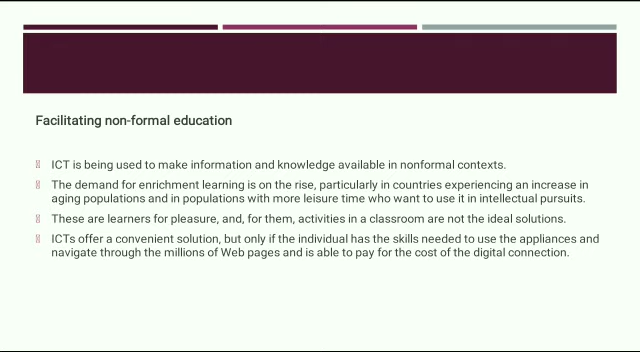 Facilitating non-formal education
ICT is being used to make information and knowledge available in nonformal contexts.
The demand for enrichment learning is on the rise, particularly in countries experiencing an increase in
aging populations and in populations with more leisure time who want to use it in intellectual pursuits.
These are learners for pleasure, and, for them, activities in a classroom are not the ideal solutions.
ICTs offer a convenient solution, but only if the individual has the skills needed to use the appliances and
navigate through the millions of Web pages and is able to pay for the cost of the digital connection.